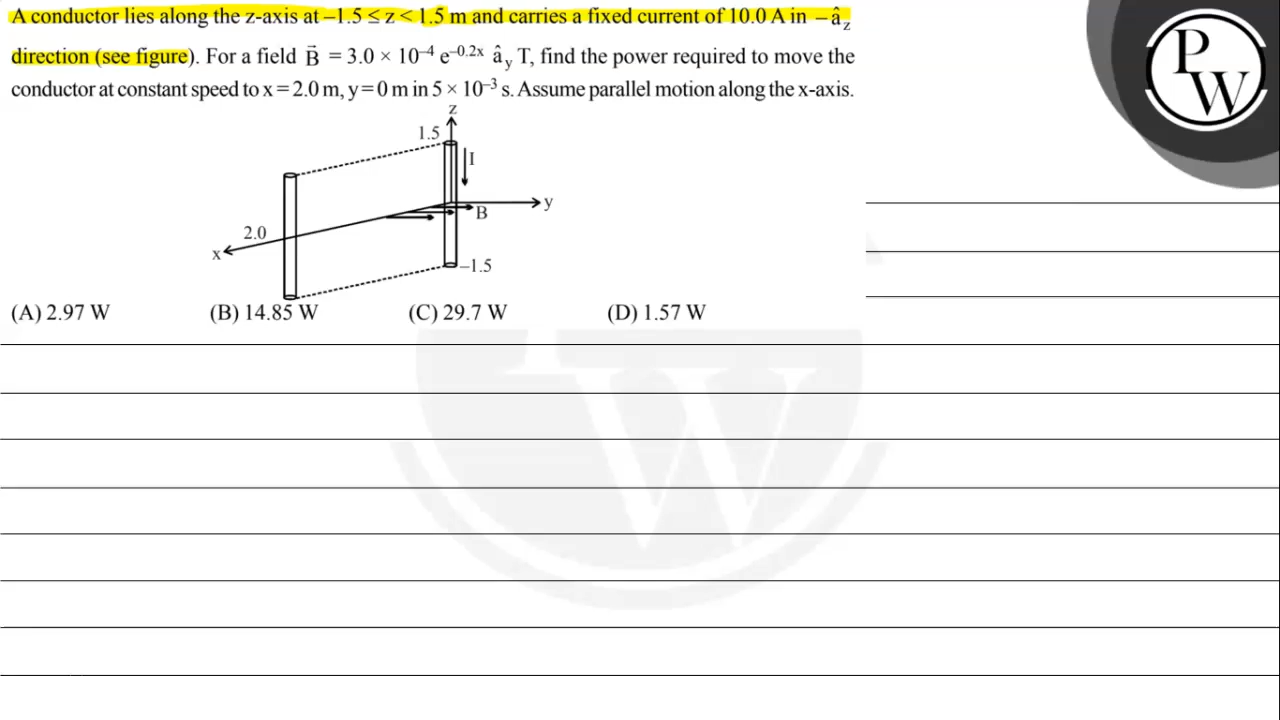 A conductor lies along the z-axis at −1.5 ≤ z < 1.5 m and carries a fixed current of 10.0 A in −â_z
direction (see figure). For a field B⃗ = 3.0 × 10⁻⁴ e^−0.2x â_y T, find the power required to move the
conductor at constant speed to x = 2.0 m, y = 0 m in 5 × 10⁻³ s. Assume parallel motion along the x-axis.
z
1.5
I
y
B
2.0
x
−1.5
(A) 2.97 W (B) 14.85 W (C) 29.7 W (D) 1.57 W
P
W
W